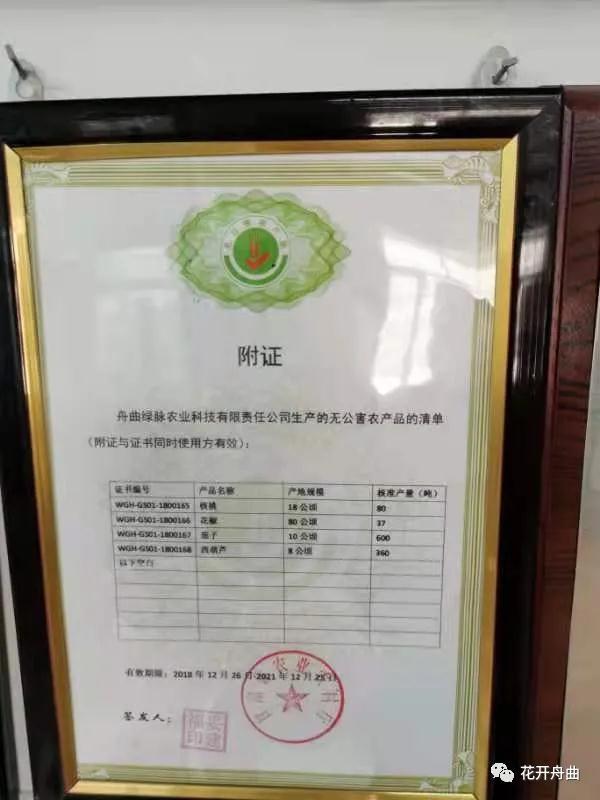 附证
舟曲绿脉农业科技有限责任公司生产的无公害农产品的清单
（附证与证书同时使用方有效）：
证书编号 产品名称 产地规模 核准产量（吨）
WGH-GS01-1800165 核桃 18 公顷 80
WGH-GS01-1800166 花椒 80 公顷 37
WGH-GS01-1800167 茄子 10 公顷 600
WGH-GS01-1800168 西葫芦 8 公顷 360
以下空白
有效期限：2018 年 12 月 26 日-2021 年 12 月 25 日
签发人：
花开舟曲